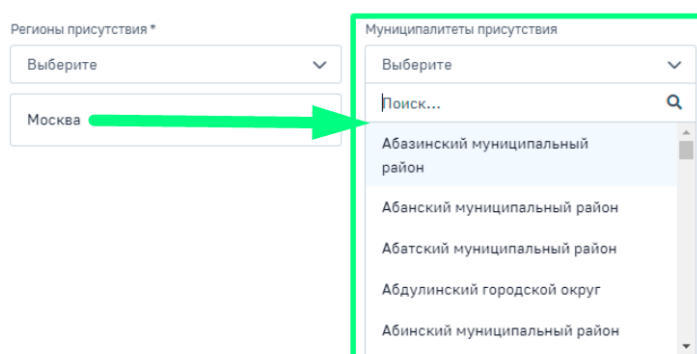 Регионы присутствия *
Выберите
Москва
Муниципалитеты присутствия
Выберите
Поиск...
Абазинский муниципальный
район
Абанский муниципальный район
Абатский муниципальный район
Абдулинский городской округ
Абинский муниципальный район